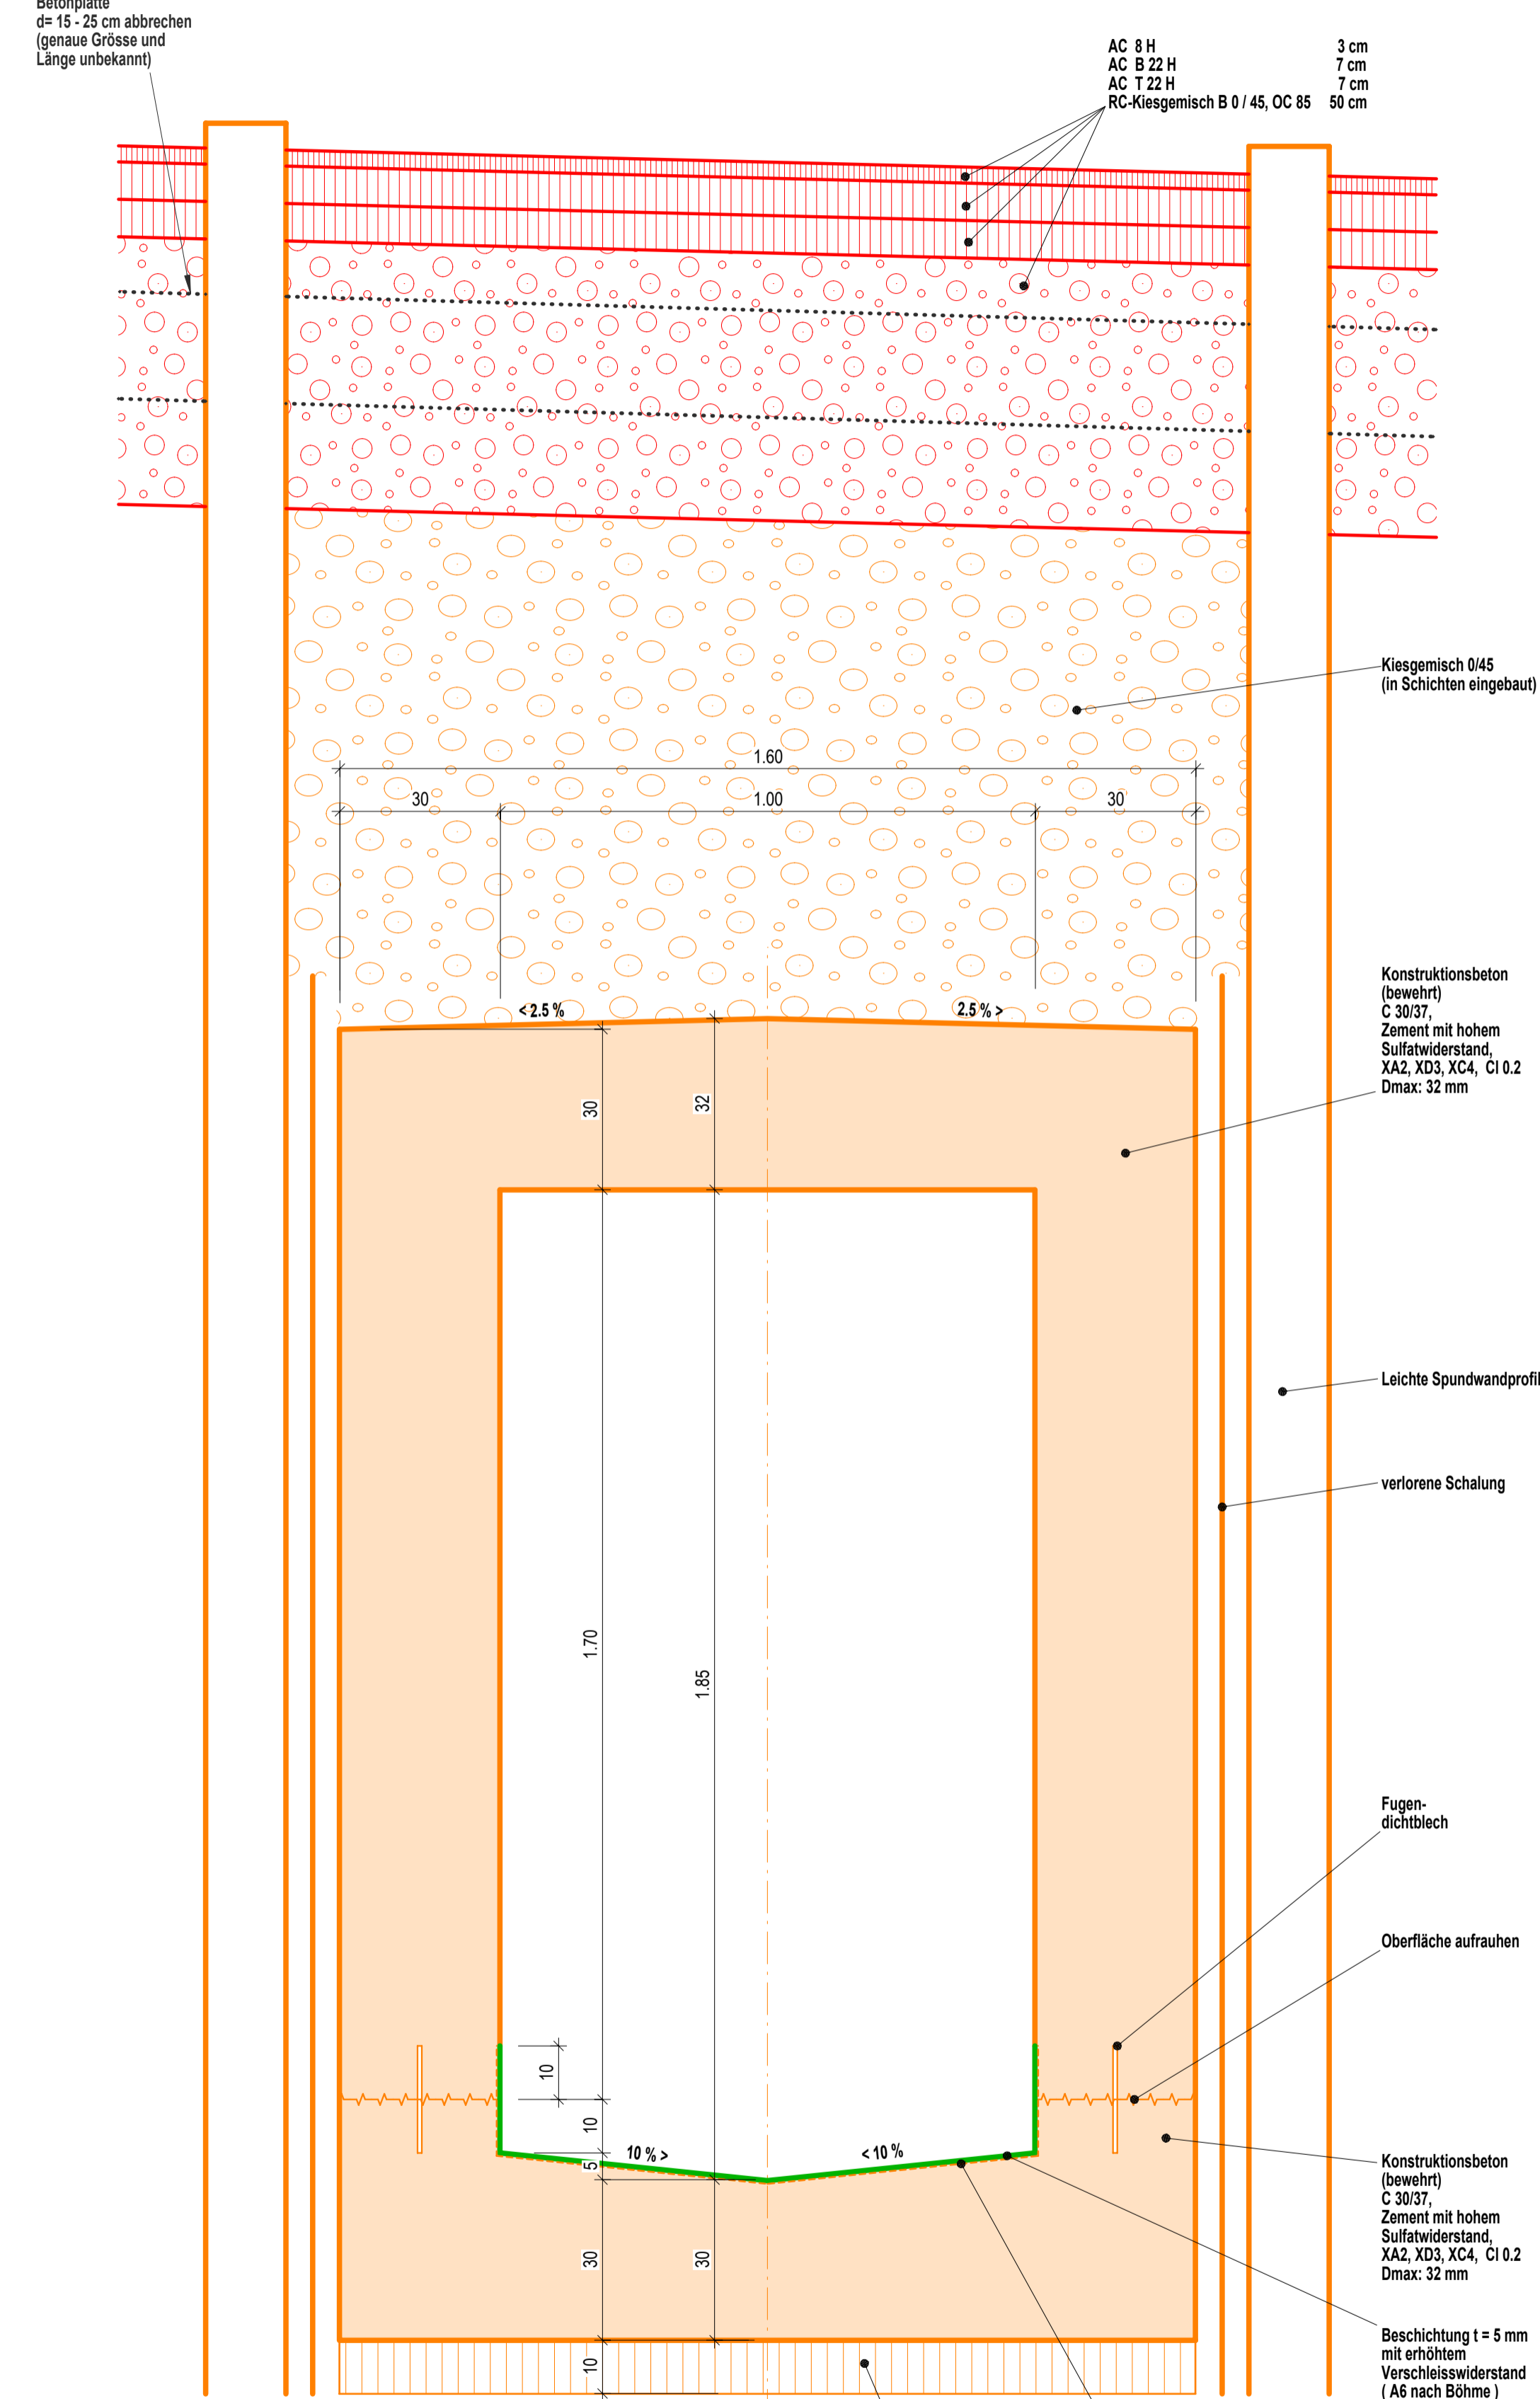 Betonplatte
d= 15 - 25 cm abbrechen
(genaue Grösse und
Länge unbekannt)
AC 8 H 3 cm
AC B 22 H 7 cm
AC T 22 H 7 cm
RC-Kiesgemisch B 0 / 45, OC 85 50 cm
Kiesgemisch 0/45
(in Schichten eingebaut)
1.60
30 1.00 30
Konstruktionsbeton
(bewehrt)
C 30/37,
Zement mit hohem
Sulfatwiderstand,
XA2, XD3, XC4, Cl 0.2
Dmax: 32 mm
< 2.5 % 2.5 % >
30
32
Leichte Spundwandprofil
verlorene Schalung
1.70
1.85
Fugen-
dichtblech
Oberfläche aufrauhen
10
10
10 % > < 10 %
5
Konstruktionsbeton
(bewehrt)
C 30/37,
Zement mit hohem
Sulfatwiderstand,
XA2, XD3, XC4, Cl 0.2
Dmax: 32 mm
30
30
Beschichtung t = 5 mm
mit erhöhtem
Verschleisswiderstand
( A6 nach Böhme )
10